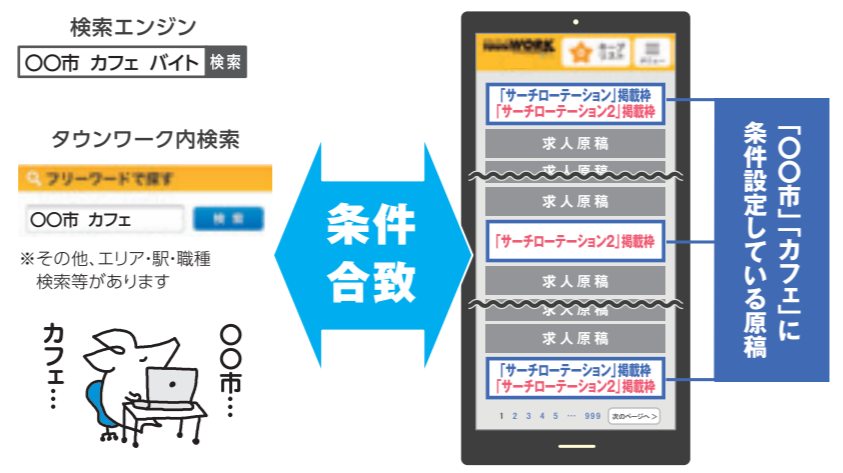 検索エンジン
〇〇市 カフェ バイト 検索
タウンワーク内検索
フリーワードで探す
〇〇市 カフェ
検索
※その他、エリア・駅・職種
検索等があります
カフェ…
〇〇市…
条件
合致
townWORK
キープ
リスト
メニュー
「サーチローテーション」掲載枠
「サーチローテーション2」掲載枠
求人原稿
求人原稿
求人原稿
「サーチローテーション2」掲載枠
求人原稿
求人原稿
求人原稿
「サーチローテーション」掲載枠
「サーチローテーション2」掲載枠
1 2 3 4 5 … 999 次のページへ >
「〇〇市」「カフェ」に
条件設定している原稿